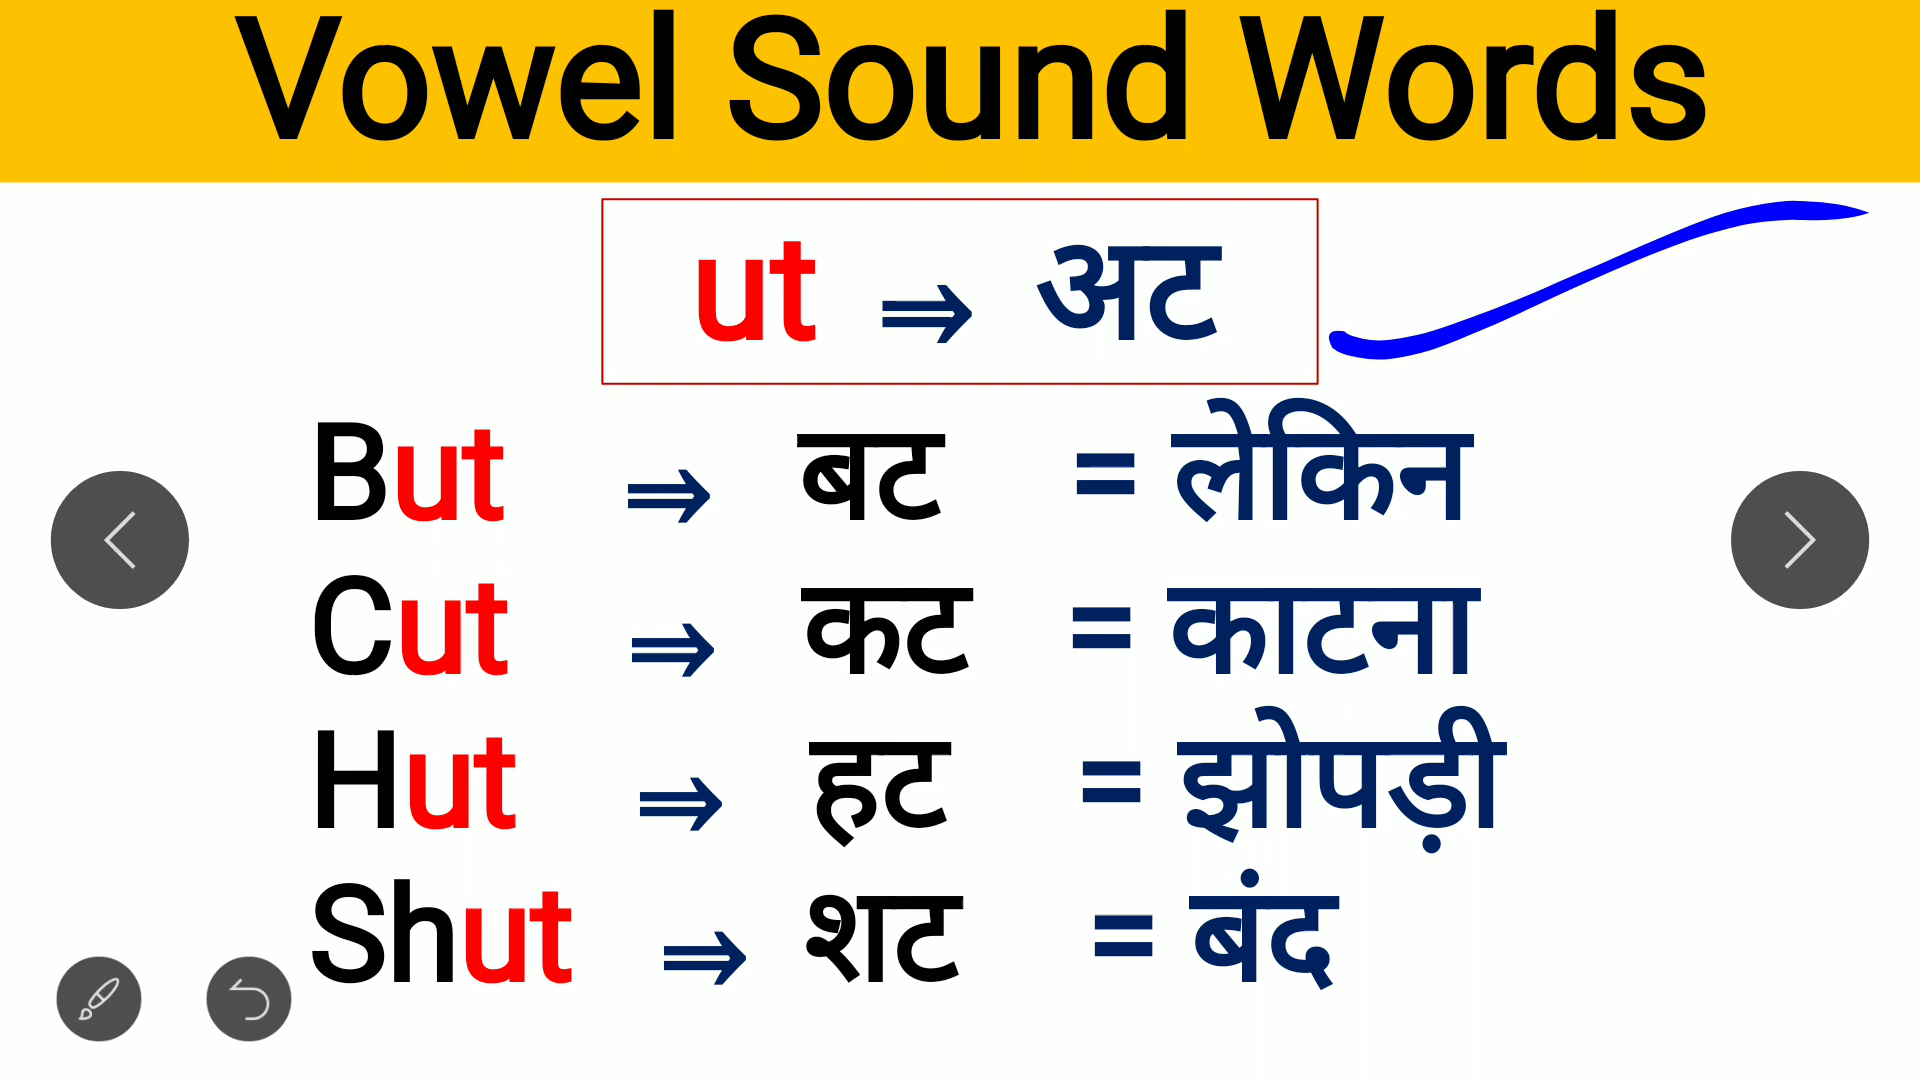 Vowel Sound Words
ut ⇒ अट
But ⇒ बट = लेकिन
Cut ⇒ कट = काटना
Hut ⇒ हट = झोपड़ी
Shut ⇒ शट = बंद